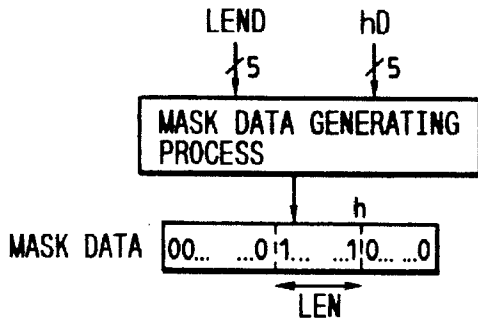 LEND hD
5 5
MASK DATA GENERATING
PROCESS
h
MASK DATA 00... ...0 1... ...1 0... ...0
LEN